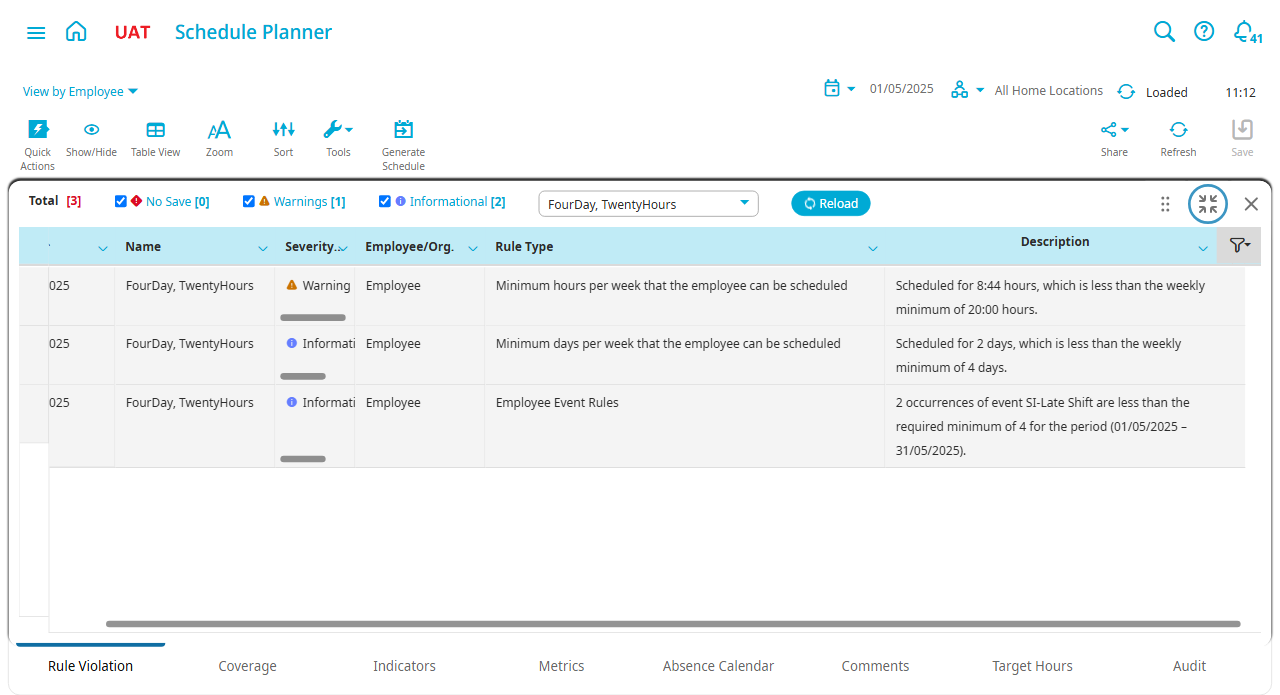 UAT Schedule Planner 41
View by Employee 01/05/2025 All Home Locations Loaded 11:12
Quick Actions Show/Hide Table View Zoom Sort Tools Generate Schedule Share Refresh Save
Total [3] No Save [0] Warnings [1] Informational [2] FourDay, TwentyHours Reload
Name Severity... Employee/Org. Rule Type Description
025 FourDay, TwentyHours Warning Employee Minimum hours per week that the employee can be scheduled Scheduled for 8:44 hours, which is less than the weekly
minimum of 20:00 hours.
025 FourDay, TwentyHours Informati Employee Minimum days per week that the employee can be scheduled Scheduled for 2 days, which is less than the weekly
minimum of 4 days.
025 FourDay, TwentyHours Informati Employee Employee Event Rules 2 occurrences of event SI-Late Shift are less than the
required minimum of 4 for the period (01/05/2025 –
31/05/2025).
Rule Violation Coverage Indicators Metrics Absence Calendar Comments Target Hours Audit